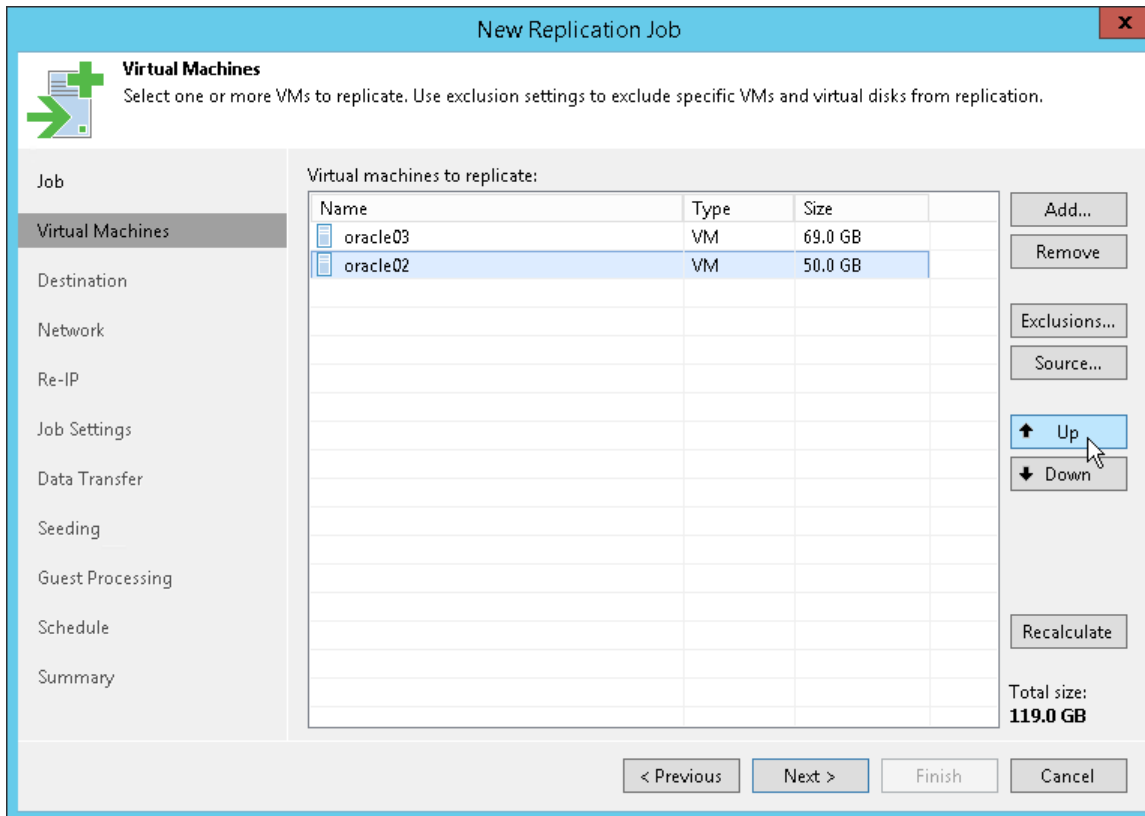 New Replication Job
x
Virtual Machines
Select one or more VMs to replicate. Use exclusion settings to exclude specific VMs and virtual disks from replication.
Job
Virtual Machines
Destination
Network
Re-IP
Job Settings
Data Transfer
Seeding
Guest Processing
Schedule
Summary
Virtual machines to replicate:
Name Type Size
oracle03 VM 69.0 GB
oracle02 VM 50.0 GB
Add...
Remove
Exclusions...
Source...
Up
Down
Recalculate
Total size:
119.0 GB
< Previous Next > Finish Cancel